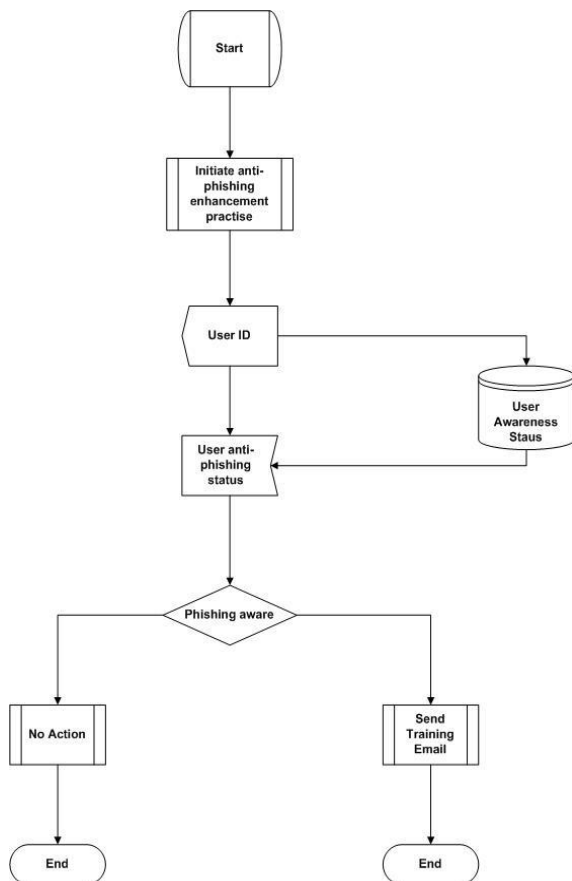 Start
Initiate anti-
phishing
enhancement
practise
User ID
User
Awareness
Staus
User anti-
phishing
status
Phishing aware
No Action
Send
Training
Email
End
End